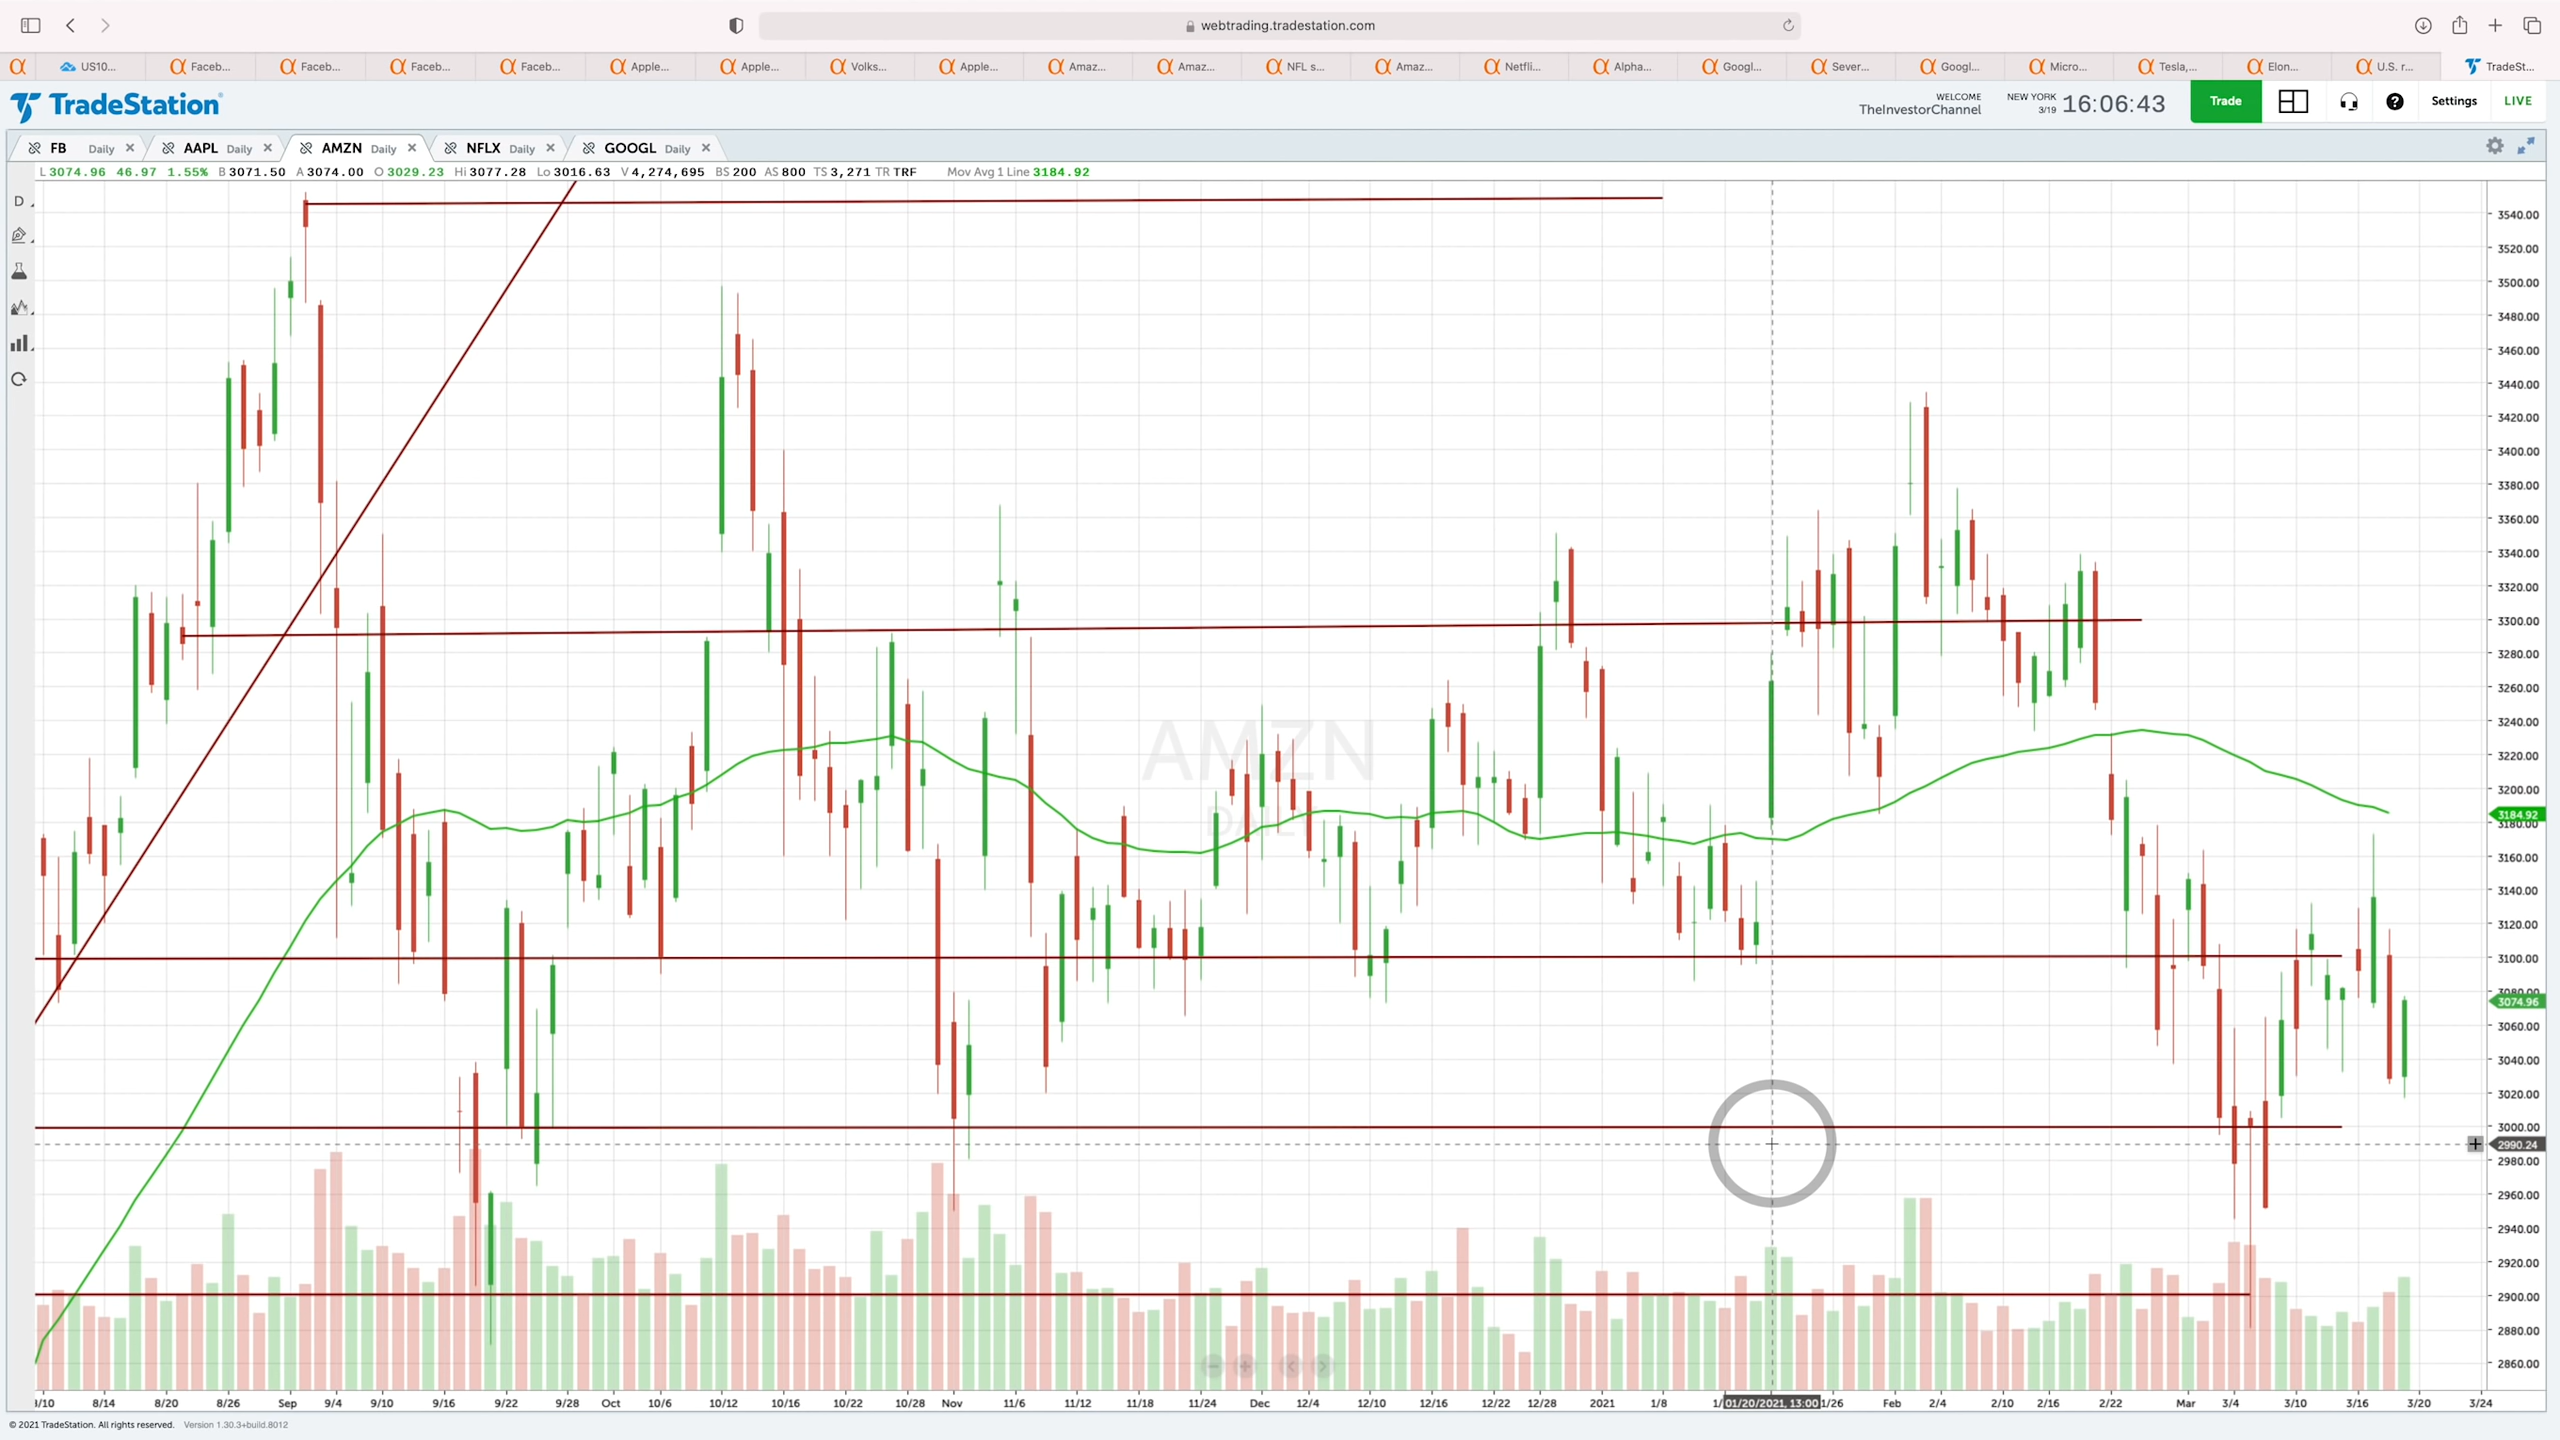 webtrading.tradestation.com
US10... Faceb... Faceb... Faceb... Faceb... Apple... Apple... Volks... Apple... Amaz... Amaz... NFL s... Amaz... Netfli... Alpha... Googl... Sever... Googl... Micro... Tesla,... Elon... U.S. r... TradeSt...
TradeStation
WELCOME
TheInvestorChannel
NEW YORK
3/19
16:06:43
Trade
Settings
LIVE
FB Daily AAPL Daily AMZN Daily NFLX Daily GOOGL Daily
L 3074.96 46.97 1.55% B 3071.50 A 3074.00 O 3029.23 Hi 3077.28 Lo 3016.63 V 4,274,695 BS 200 AS 800 TS 3,271 TR TRF Mov Avg 1 Line 3184.92
D
3540.00
3520.00
3500.00
3480.00
3460.00
3440.00
3420.00
3400.00
3380.00
3360.00
3340.00
3320.00
3300.00
3280.00
3260.00
3240.00
AMZN
3220.00
3200.00
3184.92
DAILY
3180.00
3160.00
3140.00
3120.00
3100.00
3080.00
3074.96
3060.00
3040.00
3020.00
3000.00
2990.24
2980.00
2960.00
2940.00
2920.00
2900.00
2880.00
2860.00
8/14 8/20 8/26 Sep 9/4 9/10 9/16 9/22 9/28 Oct 10/6 10/12 10/16 10/22 10/28 Nov 11/6 11/12 11/18 11/24 Dec 12/4 12/10 12/16 12/22 12/28 2021 1/8 01/20/2021, 13:00 1/26 Feb 2/4 2/10 2/16 2/22 Mar 3/4 3/10 3/16 3/20 3/24
© 2021 TradeStation. All rights reserved. Version 1.30.3+build.8012